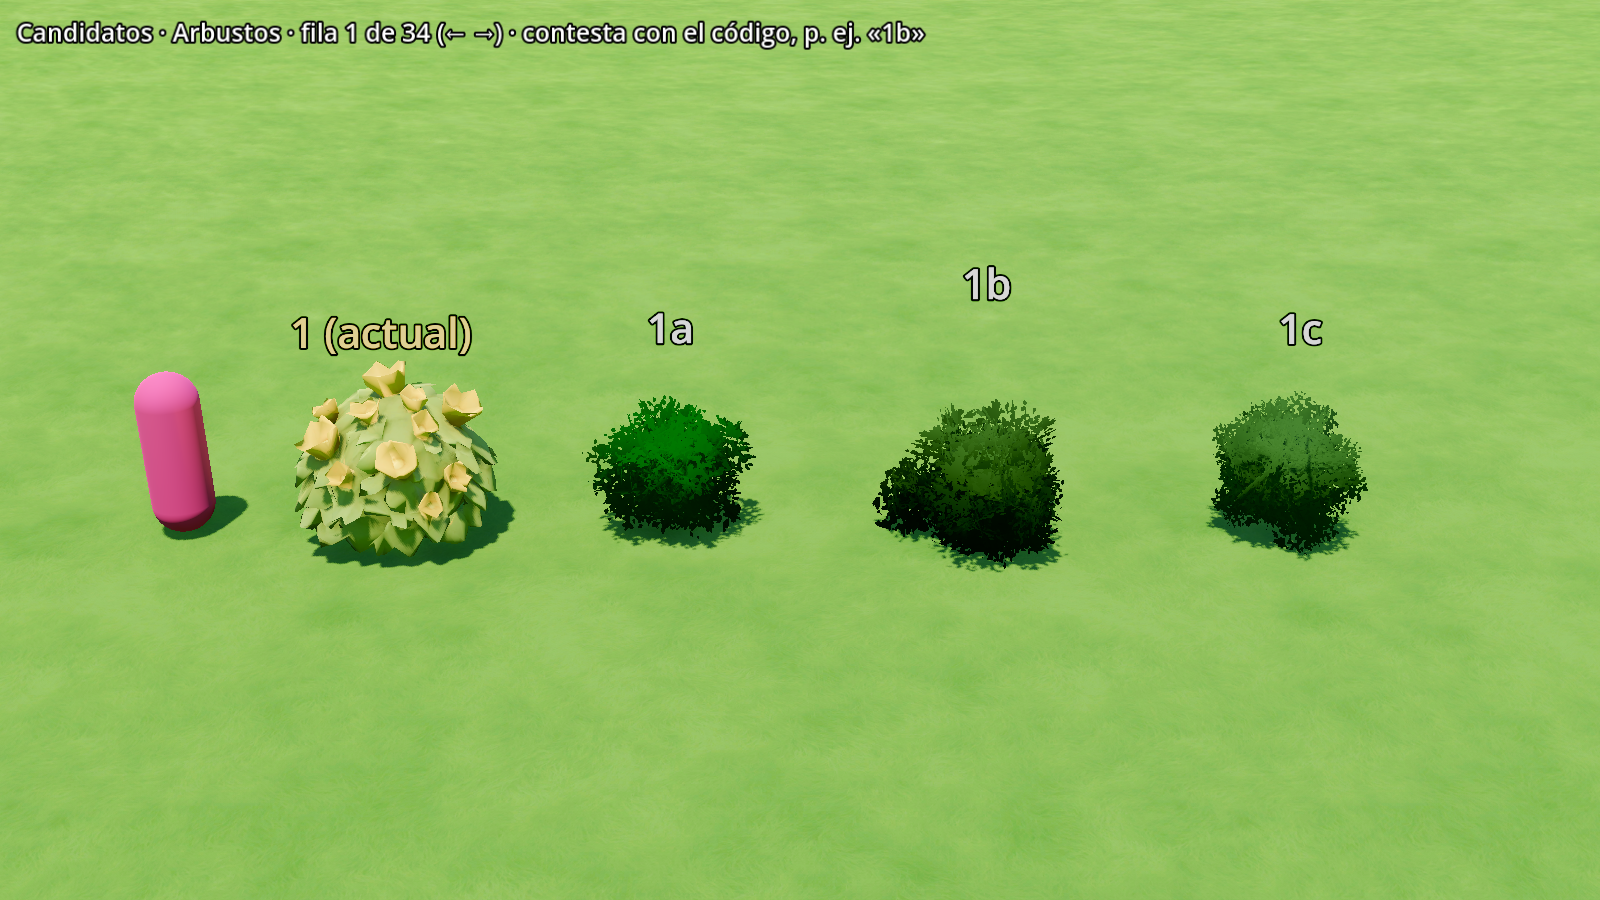 Candidatos · Arbustos · fila 1 de 34 (← →) · contesta con el código, p. ej. «1b»
1 (actual)
1a
1b
1c